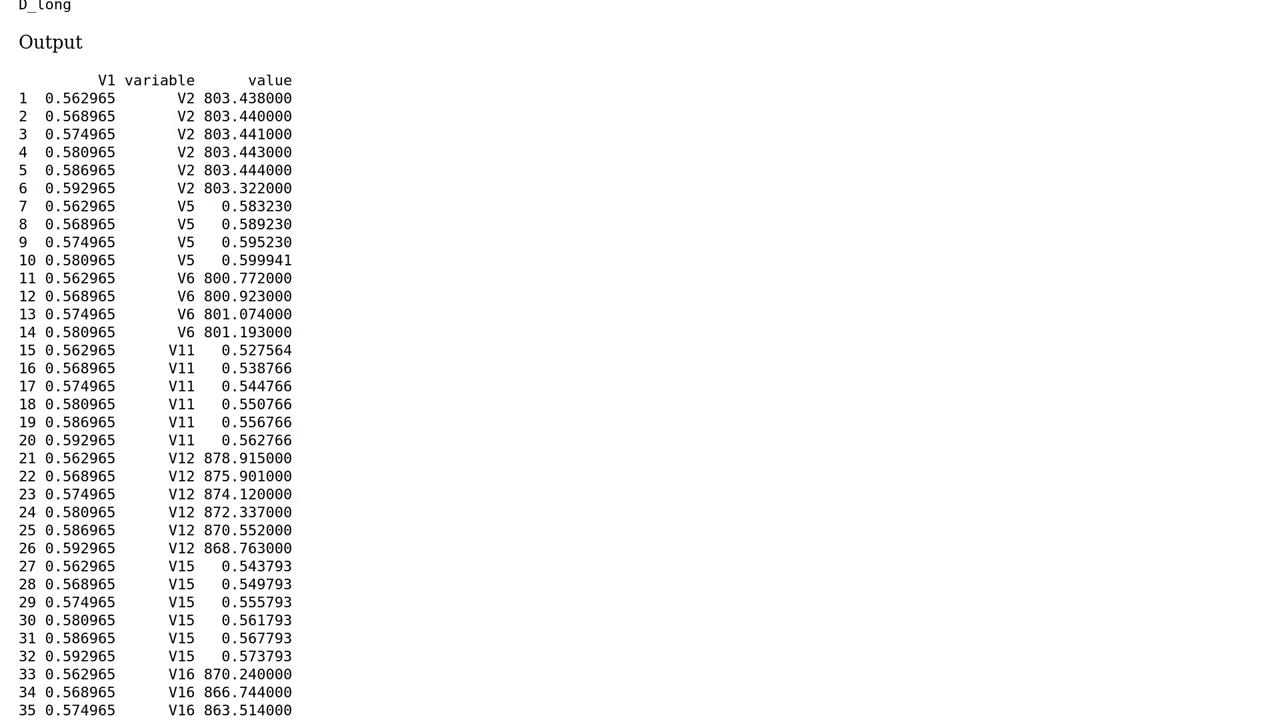 D_long
Output
V1 variable value
1 0.562965 V2 803.438000
2 0.568965 V2 803.440000
3 0.574965 V2 803.441000
4 0.580965 V2 803.443000
5 0.586965 V2 803.444000
6 0.592965 V2 803.322000
7 0.562965 V5 0.583230
8 0.568965 V5 0.589230
9 0.574965 V5 0.595230
10 0.580965 V5 0.599941
11 0.562965 V6 800.772000
12 0.568965 V6 800.923000
13 0.574965 V6 801.074000
14 0.580965 V6 801.193000
15 0.562965 V11 0.527564
16 0.568965 V11 0.538766
17 0.574965 V11 0.544766
18 0.580965 V11 0.550766
19 0.586965 V11 0.556766
20 0.592965 V11 0.562766
21 0.562965 V12 878.915000
22 0.568965 V12 875.901000
23 0.574965 V12 874.120000
24 0.580965 V12 872.337000
25 0.586965 V12 870.552000
26 0.592965 V12 868.763000
27 0.562965 V15 0.543793
28 0.568965 V15 0.549793
29 0.574965 V15 0.555793
30 0.580965 V15 0.561793
31 0.586965 V15 0.567793
32 0.592965 V15 0.573793
33 0.562965 V16 870.240000
34 0.568965 V16 866.744000
35 0.574965 V16 863.514000